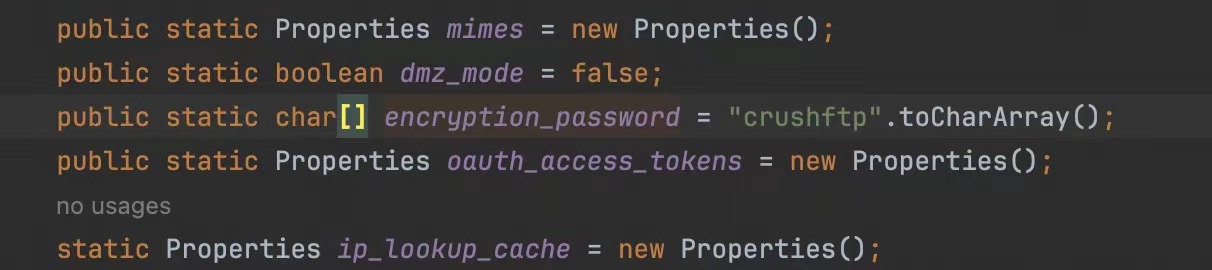 public static Properties mimes = new Properties();
public static boolean dmz_mode = false;
public static char[] encryption_password = "crushftp".toCharArray();
public static Properties oauth_access_tokens = new Properties();
no usages
static Properties ip_lookup_cache = new Properties();